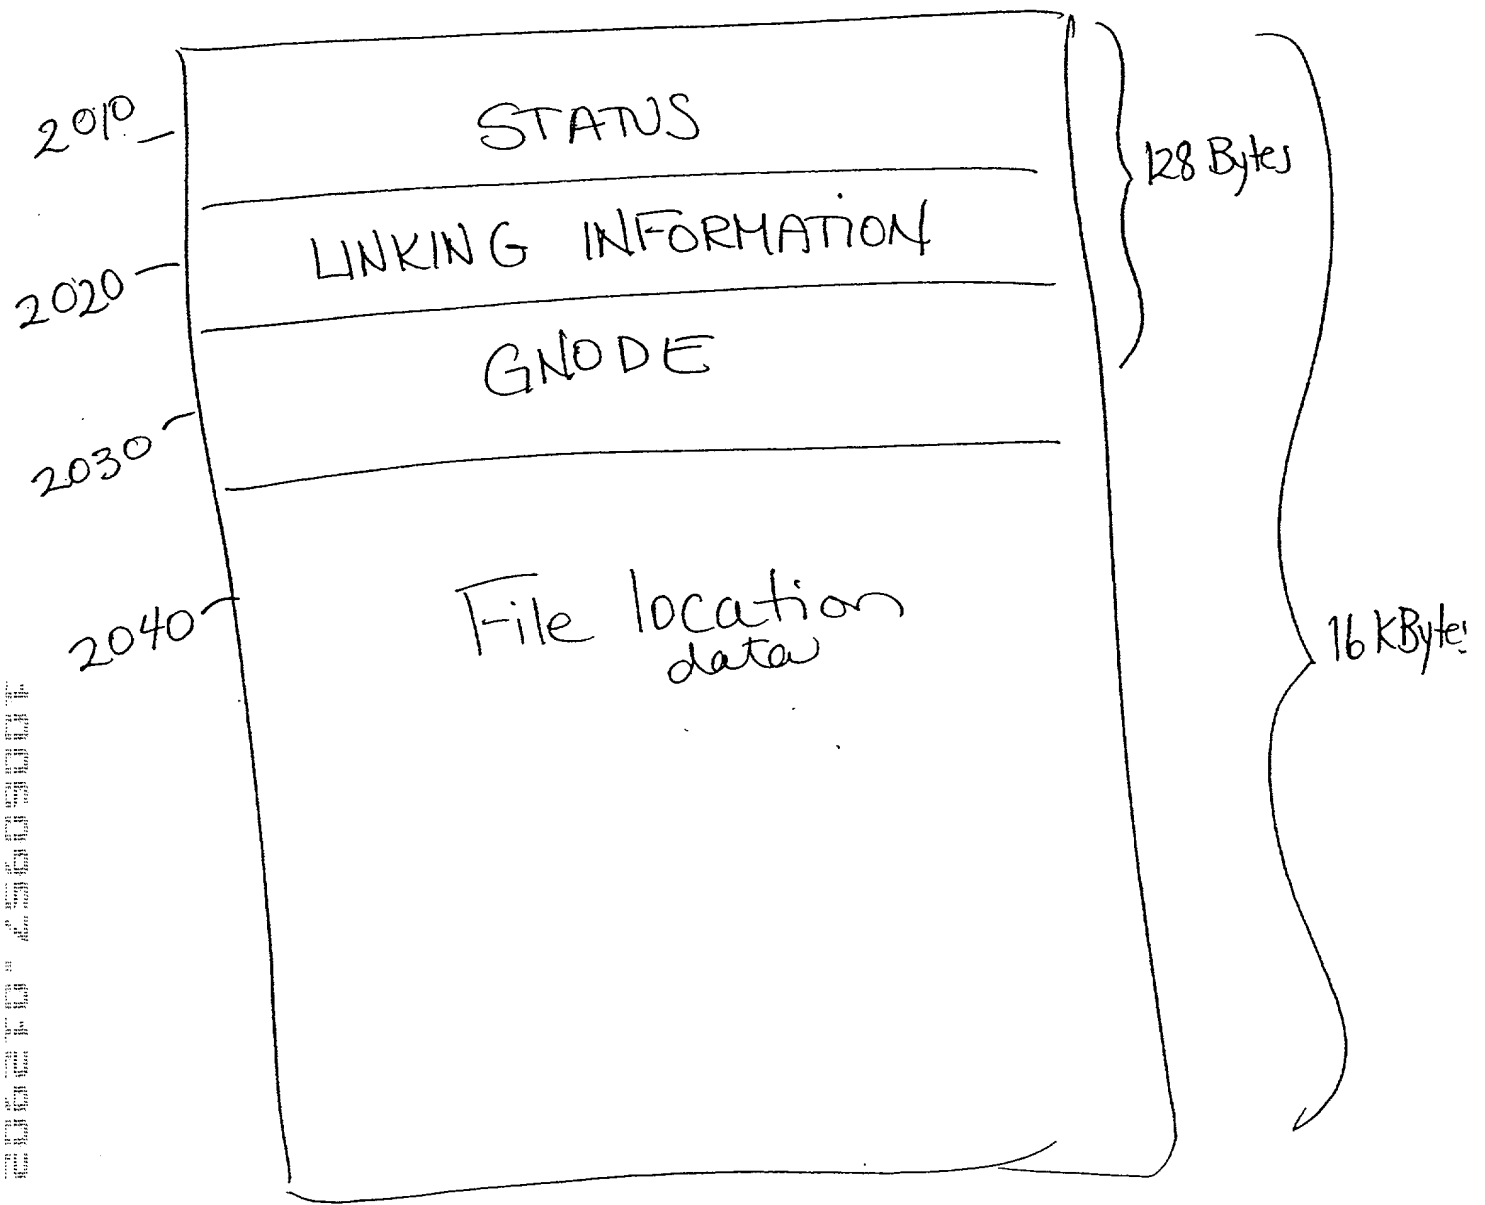 2010
STATUS
128 Bytes
LINKING INFORMATION
2020
GNODE
2030
File location
data
2040
16 KBytes